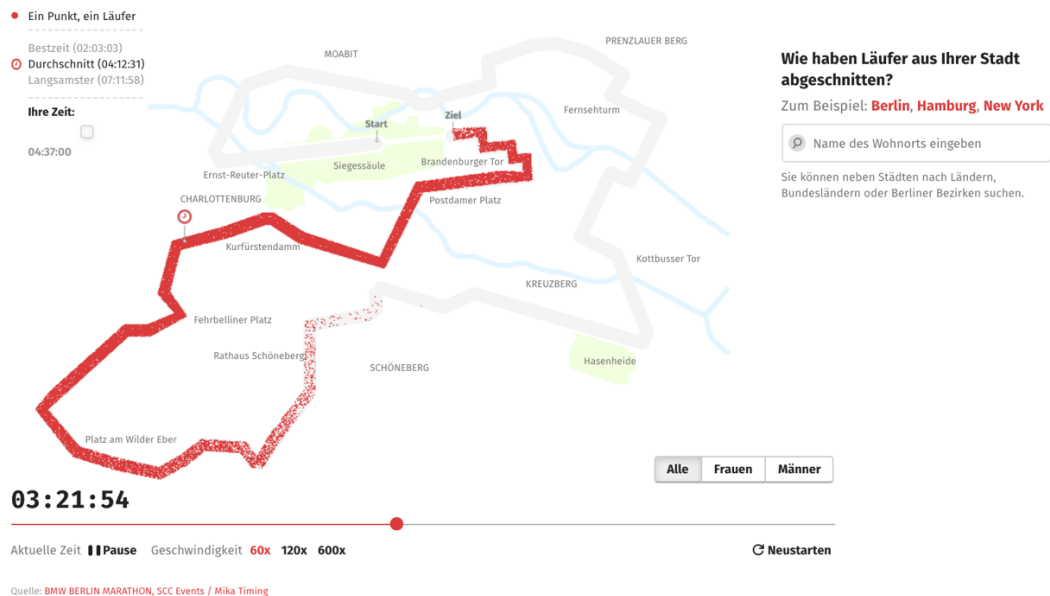 Ein Punkt, ein Läufer
Bestzeit (02:03:03)
Durchschnitt (04:12:31)
Langsamster (07:11:58)
Ihre Zeit:
04:37:00
MOABIT
PRENZLAUER BERG
Fernsehturm
Start
Ziel
Siegessäule
Brandenburger Tor
Ernst-Reuter-Platz
CHARLOTTENBURG
Postdamer Platz
Kurfürstendamm
Kottbusser Tor
KREUZBERG
Fehrbelliner Platz
Rathaus Schöneberg
SCHÖNEBERG
Hasenheide
Platz am Wilder Eber
Wie haben Läufer aus Ihrer Stadt
abgeschnitten?
Zum Beispiel: Berlin, Hamburg, New York
Name des Wohnorts eingeben
Sie können neben Städten nach Ländern,
Bundesländern oder Berliner Bezirken suchen.
Alle Frauen Männer
03:21:54
Aktuelle Zeit Pause Geschwindigkeit 60x 120x 600x Neustarten
Quelle: BMW BERLIN MARATHON, SCC Events / Mika Timing